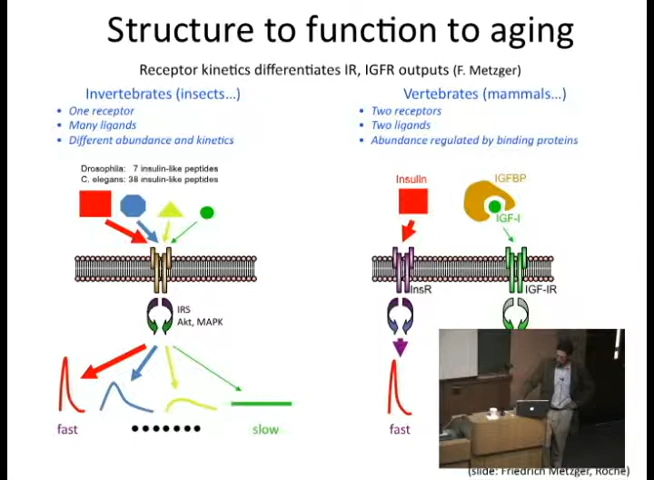 Structure to function to aging
Receptor kinetics differentiates IR, IGFR outputs (F. Metzger)
Invertebrates (insects...)
• One receptor
• Many ligands
• Different abundance and kinetics
Drosophila: 7 insulin-like peptides
C. elegans: 38 insulin-like peptides
IRS
Akt, MAPK
fast
slow
Vertebrates (mammals...)
• Two receptors
• Two ligands
• Abundance regulated by binding proteins
Insulin
IGFBP
IGF-I
InsR
IGF-IR
fast
(slide: Friedrich Metzger, Roche)